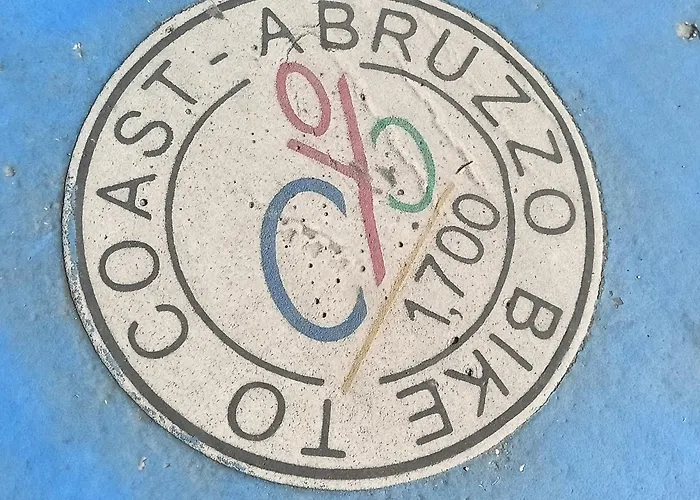 BIKE TO COAST - ABRUZZO
1,700